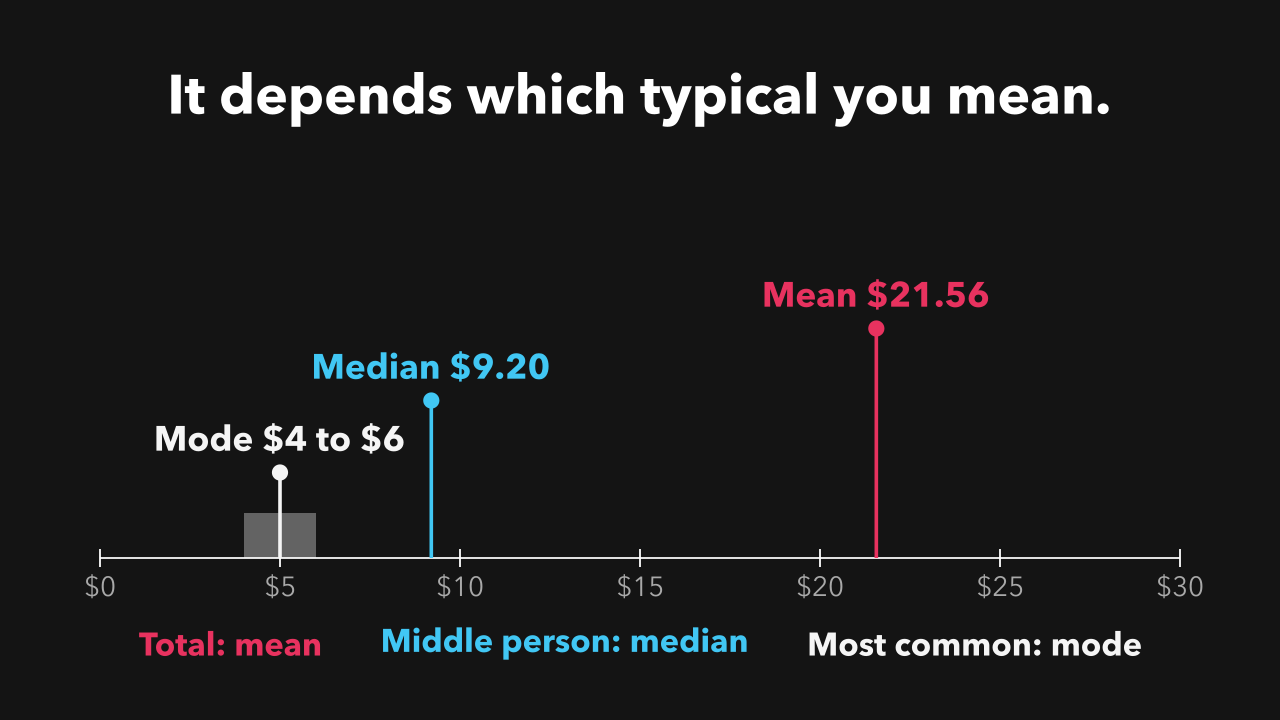 It depends which typical you mean.
Mean $21.56
Median $9.20
Mode $4 to $6
$0 $5 $10 $15 $20 $25 $30
Total: mean Middle person: median Most common: mode